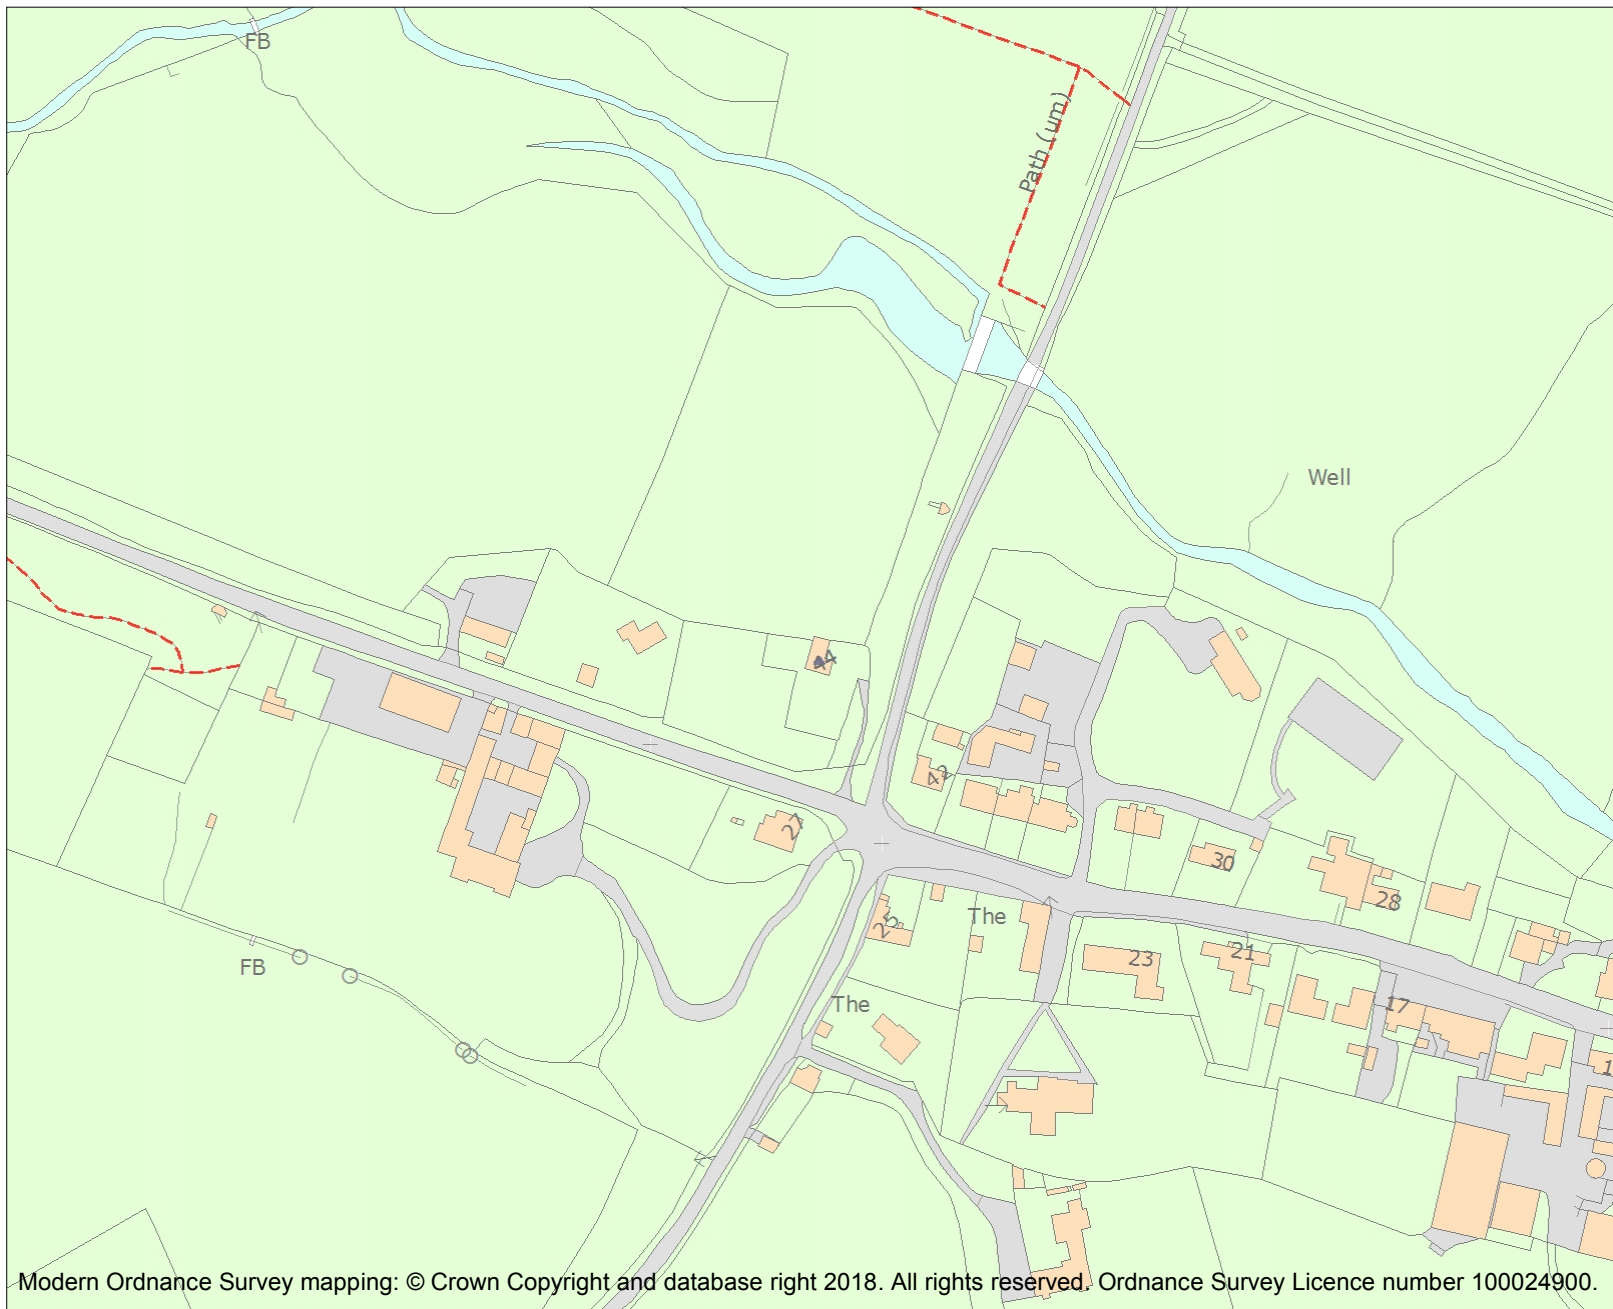 FB
Path (um)
Well
44
42
27
30
28
25
The
23
21
FB
The
17
1
Modern Ordnance Survey mapping: © Crown Copyright and database right 2018. All rights reserved. Ordnance Survey Licence number 100024900.